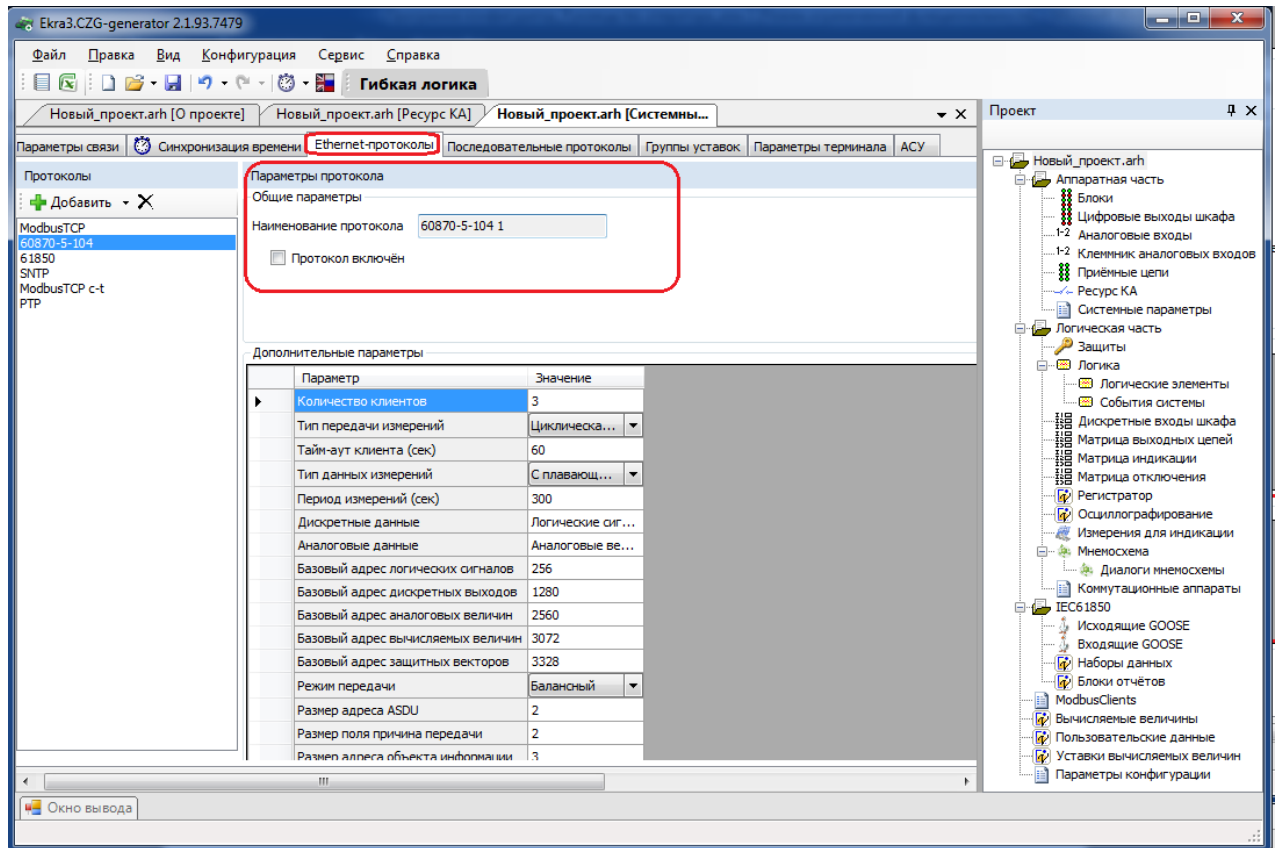 Ekra3.CZG-generator 2.1.93.7479
Файл Правка Вид Конфигурация Сервис Справка
Гибкая логика
Новый_проект.arh [О проекте] Новый_проект.arh [Ресурс КА] Новый_проект.arh [Системны...
Параметры связи Синхронизация времени Ethernet-протоколы Последовательные протоколы Группы уставок Параметры терминала АСУ
Протоколы
Добавить
ModbusTCP
60870-5-104
61850
SNTP
ModbusTCP c-t
PTP
Параметры протокола
Общие параметры
Наименование протокола 60870-5-104 1
Протокол включён
Дополнительные параметры
Параметр Значение
Количество клиентов 3
Тип передачи измерений Циклическа...
Тайм-аут клиента (сек) 60
Тип данных измерений С плавающ...
Период измерений (сек) 300
Дискретные данные Логические сиг...
Аналоговые данные Аналоговые ве...
Базовый адрес логических сигналов 256
Базовый адрес дискретных выходов 1280
Базовый адрес аналоговых величин 2560
Базовый адрес вычисляемых величин 3072
Базовый адрес защитных векторов 3328
Режим передачи Балансный
Размер адреса ASDU 2
Размер поля причина передачи 2
Размер адреса объекта информации 3
Окно вывода
Проект
Новый_проект.arh
Аппаратная часть
Блоки
Цифровые выходы шкафа
1-2 Аналоговые входы
1-2 Клеммник аналоговых входов
Приёмные цепи
Ресурс КА
Системные параметры
Логическая часть
Защиты
Логика
Логические элементы
События системы
Дискретные входы шкафа
Матрица выходных цепей
Матрица индикации
Матрица отключения
Регистратор
Осциллографирование
Измерения для индикации
Мнемосхема
Диалоги мнемосхемы
Коммутационные аппараты
IEC61850
Исходящие GOOSE
Входящие GOOSE
Наборы данных
Блоки отчётов
ModbusClients
Вычисляемые величины
Пользовательские данные
Уставки вычисляемых величин
Параметры конфигурации